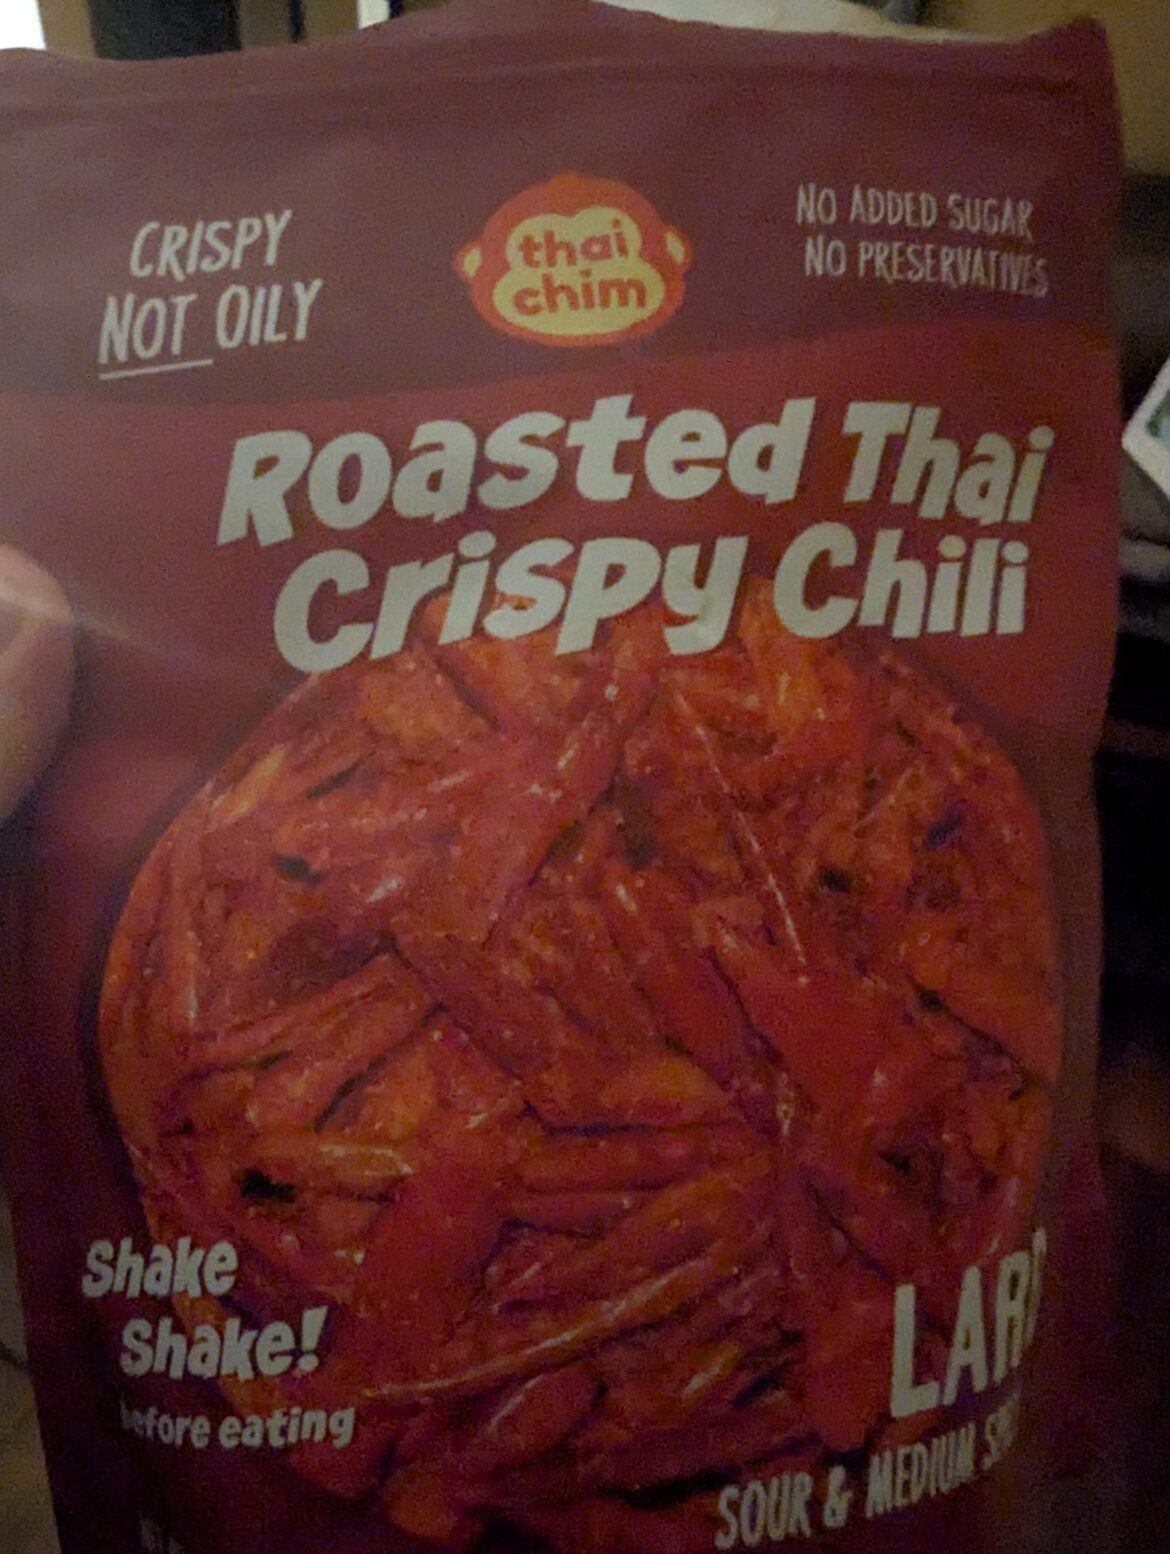 CRISPY
NOT OILY
thai
chim
NO ADDED SUGAR
NO PRESERVATIVES
Roasted Thai
Crispy Chili
Shake
Shake!
before eating
SOUR & MEDIUM